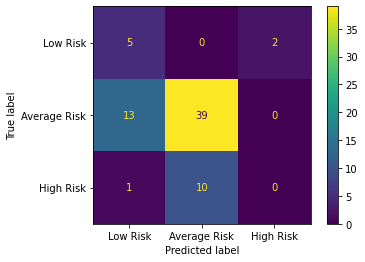 Low Risk 5 0 2
Average Risk 13 39 0
High Risk 1 10 0
Low Risk Average Risk High Risk
Predicted label
True label
35
30
25
20
15
10
5
0